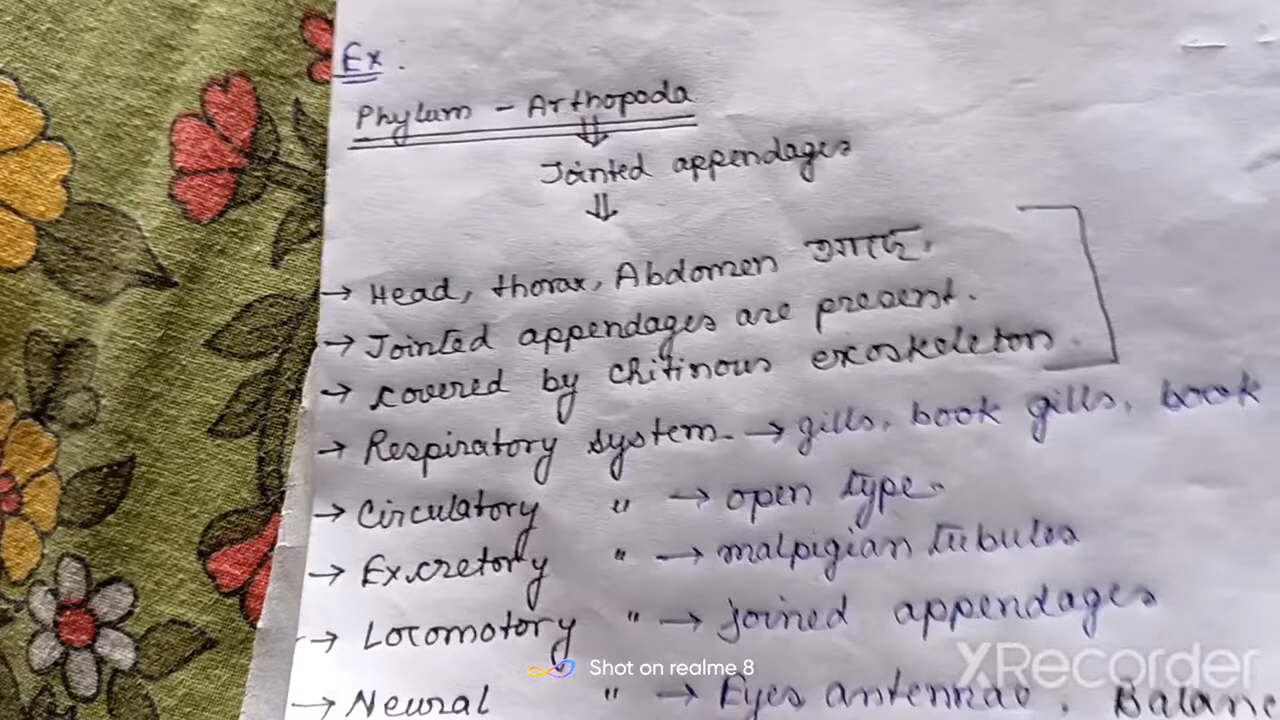 Ex.
Phylum - Arthopoda
⇓
Jointed appendages
⇓
→ Head, thorax, Abdomen
→ Jointed appendages are present.
→ covered by chitinous exoskeleton.
→ Respiratory system → gills, book gills, book
→ Circulatory " → open type.
→ Excretory " → malpigian tubules
→ Locomotory " → joined appendages
→ Neural " → Eyes antennae, Balanc
Shot on realme 8
XRecorder